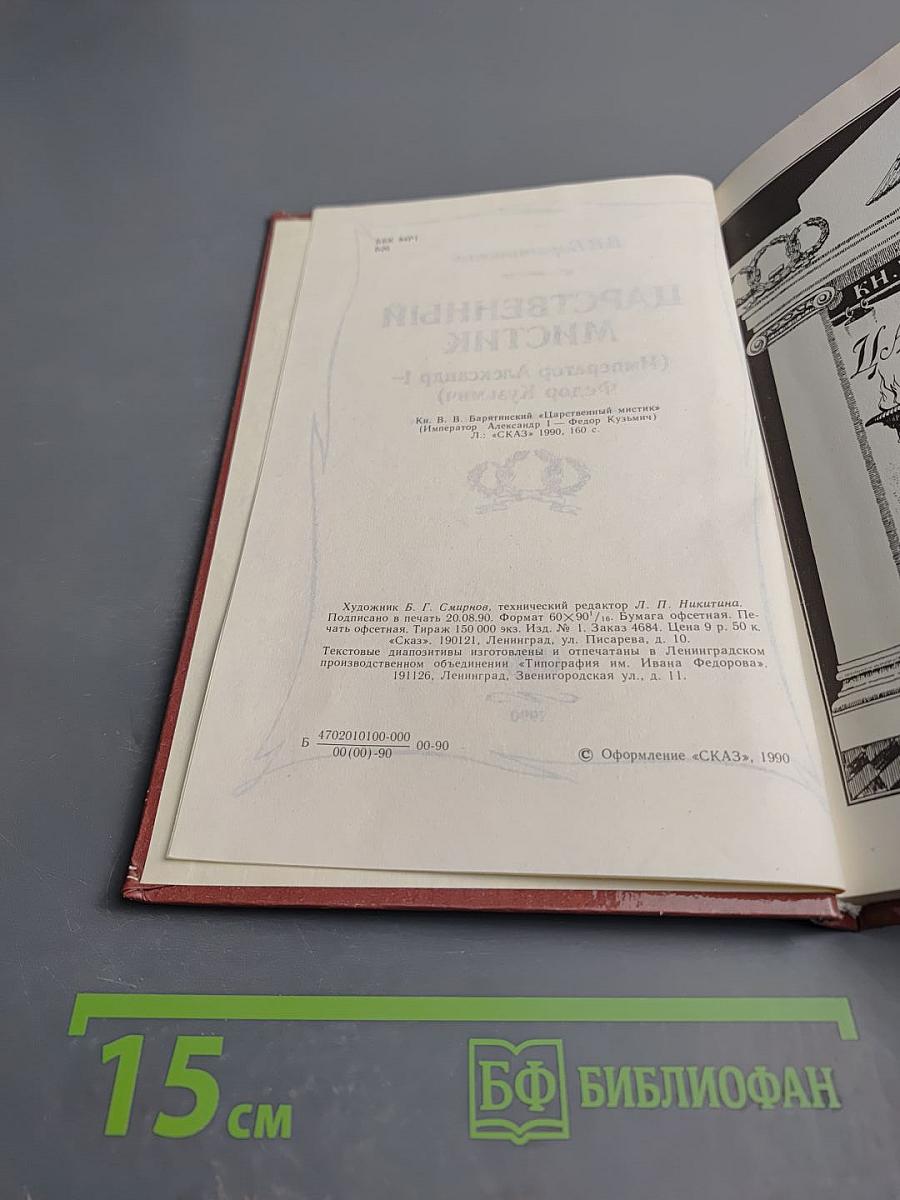 Кн. В. В. Барятинский «Царственный мистик»
(Император Александр I — Федор Кузьмич)
Л.: «СКАЗ» 1990, 160 с.
Художник Б. Г. Смирнов, технический редактор Л. П. Никитина.
Подписано в печать 20.08.90. Формат 60×90¹/₁₆. Бумага офсетная. Пе-
чать офсетная. Тираж 150 000 экз. Изд. № 1. Заказ 4684. Цена 9 р. 50 к.
«Сказ». 190121, Ленинград, ул. Писарева, д. 10.
Текстовые диапозитивы изготовлены и отпечатаны в Ленинградском
производственном объединении «Типография им. Ивана Федорова».
191126, Ленинград, Звенигородская ул., д. 11.
Б 4702010100-000
00(00)-90 00-90
© Оформление «СКАЗ», 1990
КН.
ЦА
15 см
БФ БИБЛИОФАН